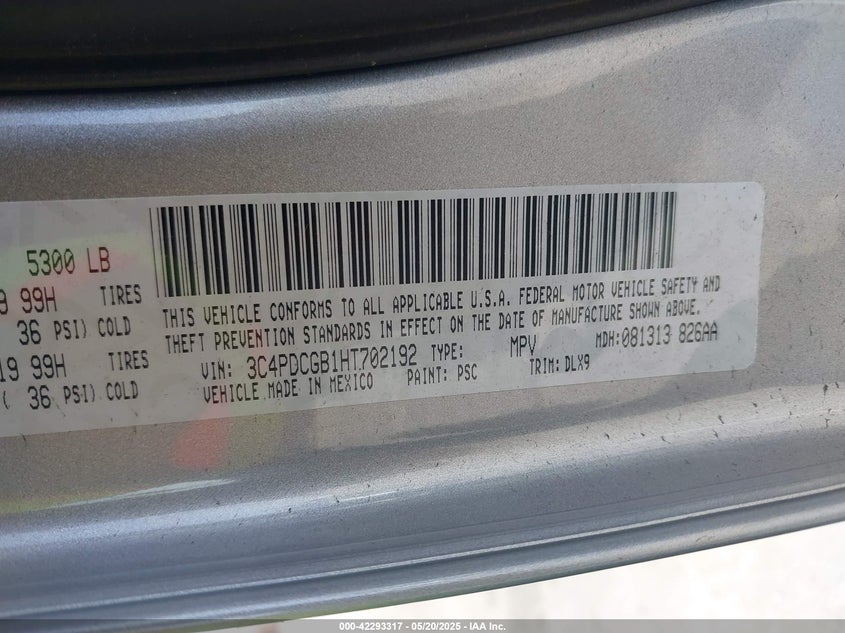 5300 LB
99H TIRES
36 PSI) COLD
19 99H TIRES
( 36 PSI) COLD
THIS VEHICLE CONFORMS TO ALL APPLICABLE U.S.A. FEDERAL MOTOR VEHICLE SAFETY AND
THEFT PREVENTION STANDARDS IN EFFECT ON THE DATE OF MANUFACTURE SHOWN ABOVE.
VIN: 3C4PDCGB1HT702192 TYPE: MPV MDH:081313 826AA
VEHICLE MADE IN MEXICO PAINT: PSC TRIM: DLX9
000-42293317 - 05/20/2025 - IAA Inc.